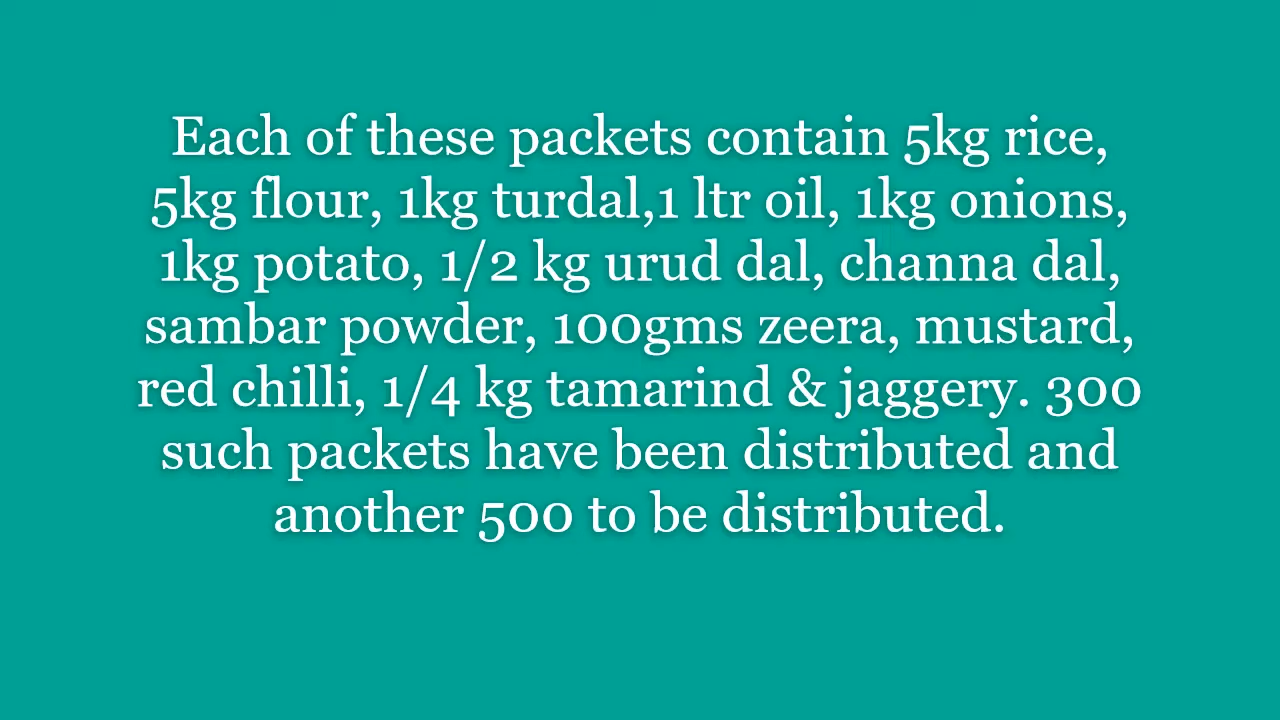 Each of these packets contain 5kg rice,
5kg flour, 1kg turdal,1 ltr oil, 1kg onions,
1kg potato, 1/2 kg urud dal, channa dal,
sambar powder, 100gms zeera, mustard,
red chilli, 1/4 kg tamarind & jaggery. 300
such packets have been distributed and
another 500 to be distributed.